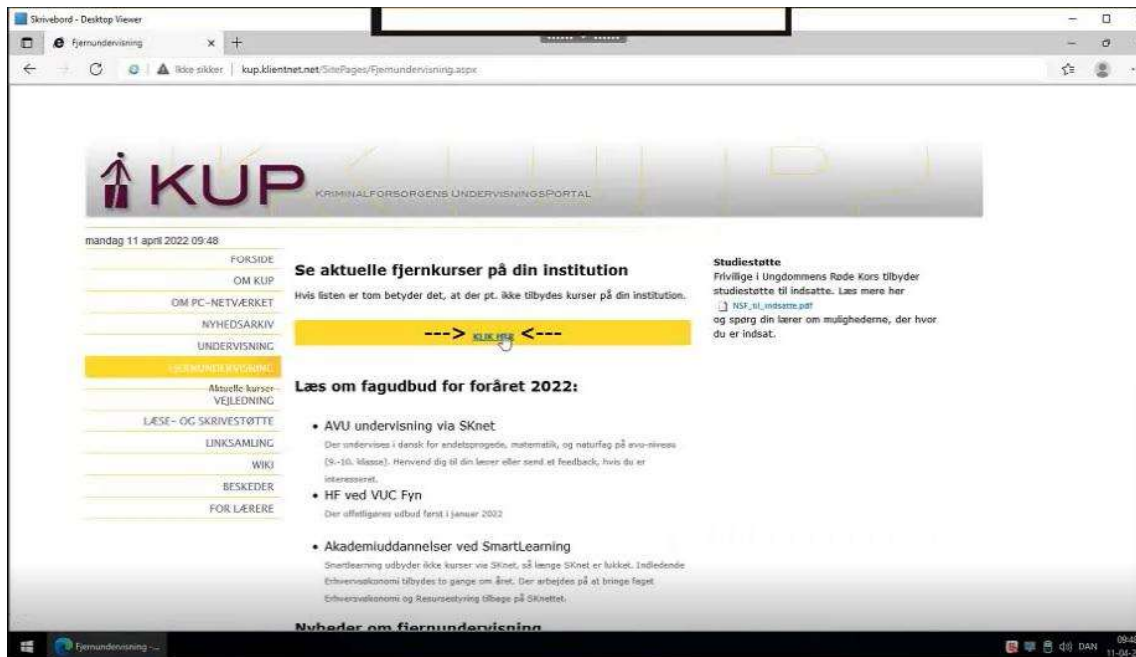 Skrivebord - Desktop Viewer
Fjernundervisning
Ikke sikker
kup.klientnet.net/SitePages/Fjernundervisning.aspx
KUP
KRIMINALFORSORGENS UNDERVISNINGSPORTAL
mandag 11 april 2022 09:48
FORSIDE
OM KUP
OM PC-NETVÆRKET
NYHEDSARKIV
UNDERVISNING
FJERNUNDERVISNING
Aktuelle kurser
VEJLEDNING
LÆSE- OG SKRIVESTØTTE
LINKSAMLING
WIKI
BESKEDER
FOR LÆRERE
Se aktuelle fjernkurser på din institution
Hvis listen er tom betyder det, at der pt. ikke tilbydes kurser på din institution.
---> KLIK HER <---
Læs om fagudbud for foråret 2022:
• AVU undervisning via SKnet
Der undervises i dansk for ordetsprogede, matematik, og naturfag på avu-niveau
(9.-10. klasse). Henvend dig til din lærer eller send et feedback, hvis du er
interesseret.
• HF ved VUC Fyn
Der offetligøres udbud først i januar 2022
• Akademiuddannelser ved SmartLearning
Smartlearning udbyder ikke kurser via SKnet, så længe SKnet er lukket. Indledende
Erhvervsøkonomi tilbydes to gange om året. Der arbejdes på at bringe faget
Erhvervsøkonomi og Resursestyring tilbage på SKnettet.
Nyheder om fjernundervisning
Studiestøtte
Frivillige i Ungdommens Røde Kors tilbyder
studiestøtte til indsatte. Læs mere her
NSF_til_indsatte.pdf
og spørg din lærer om mulighederne, der hvor
du er indsat.
Fjernundervisning -...
DAN